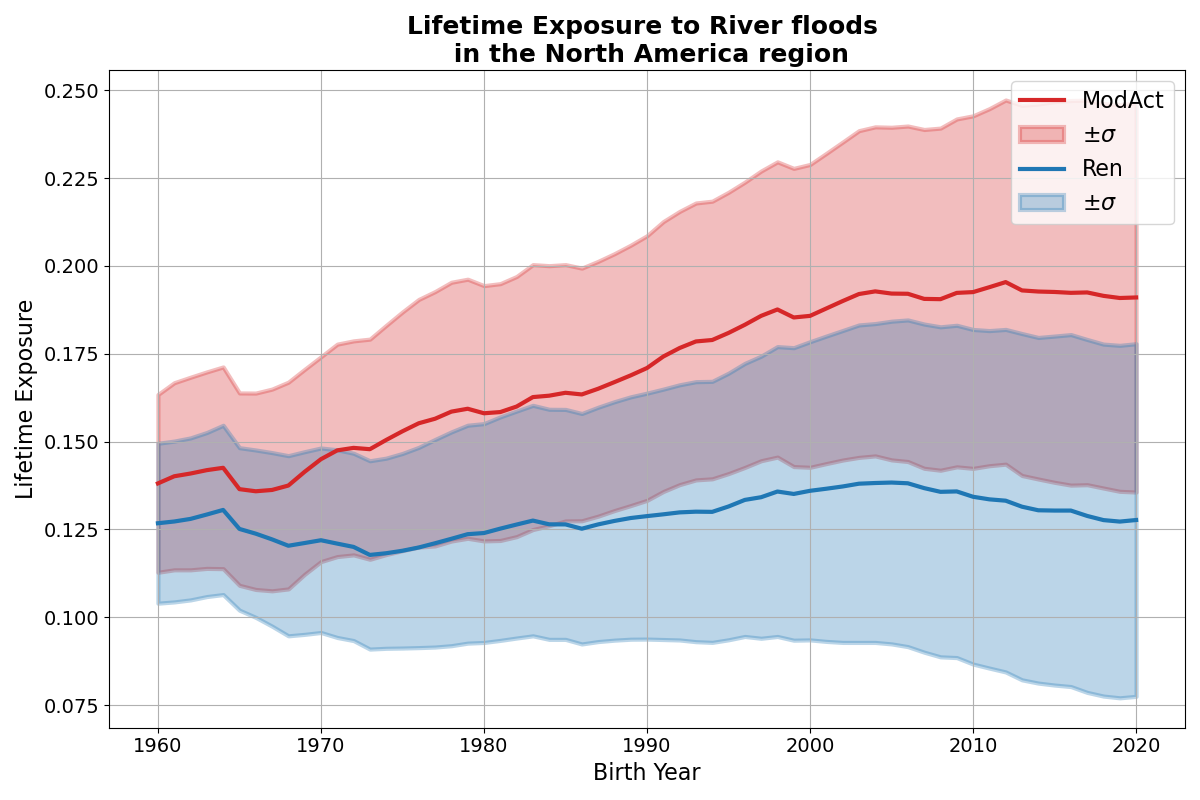 Lifetime Exposure to River floods
in the North America region
Lifetime Exposure
0.250
0.225
0.200
0.175
0.150
0.125
0.100
0.075
1960 1970 1980 1990 2000 2010 2020
Birth Year
ModAct
±σ
Ren
±σ